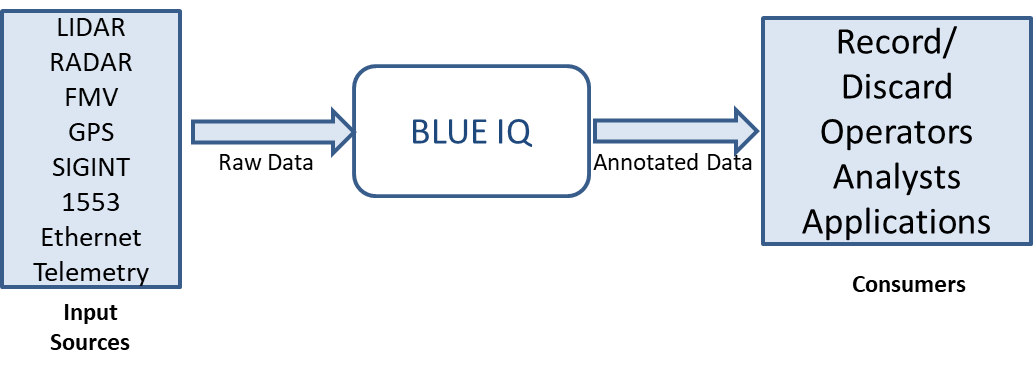 LIDAR
RADAR
FMV
GPS
SIGINT
1553
Ethernet
Telemetry
Input
Sources
Raw Data
BLUE IQ
Annotated Data
Record/
Discard
Operators
Analysts
Applications
Consumers